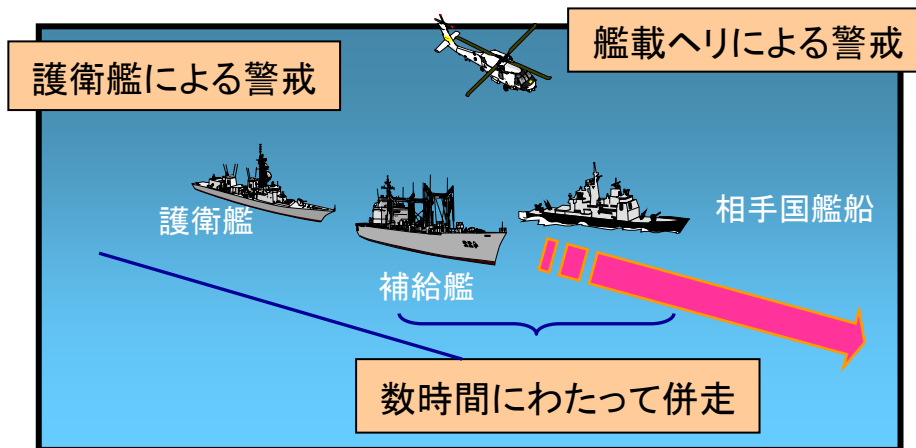 艦載ヘリによる警戒
護衛艦による警戒
護衛艦
補給艦
相手国艦船
数時間にわたって併走